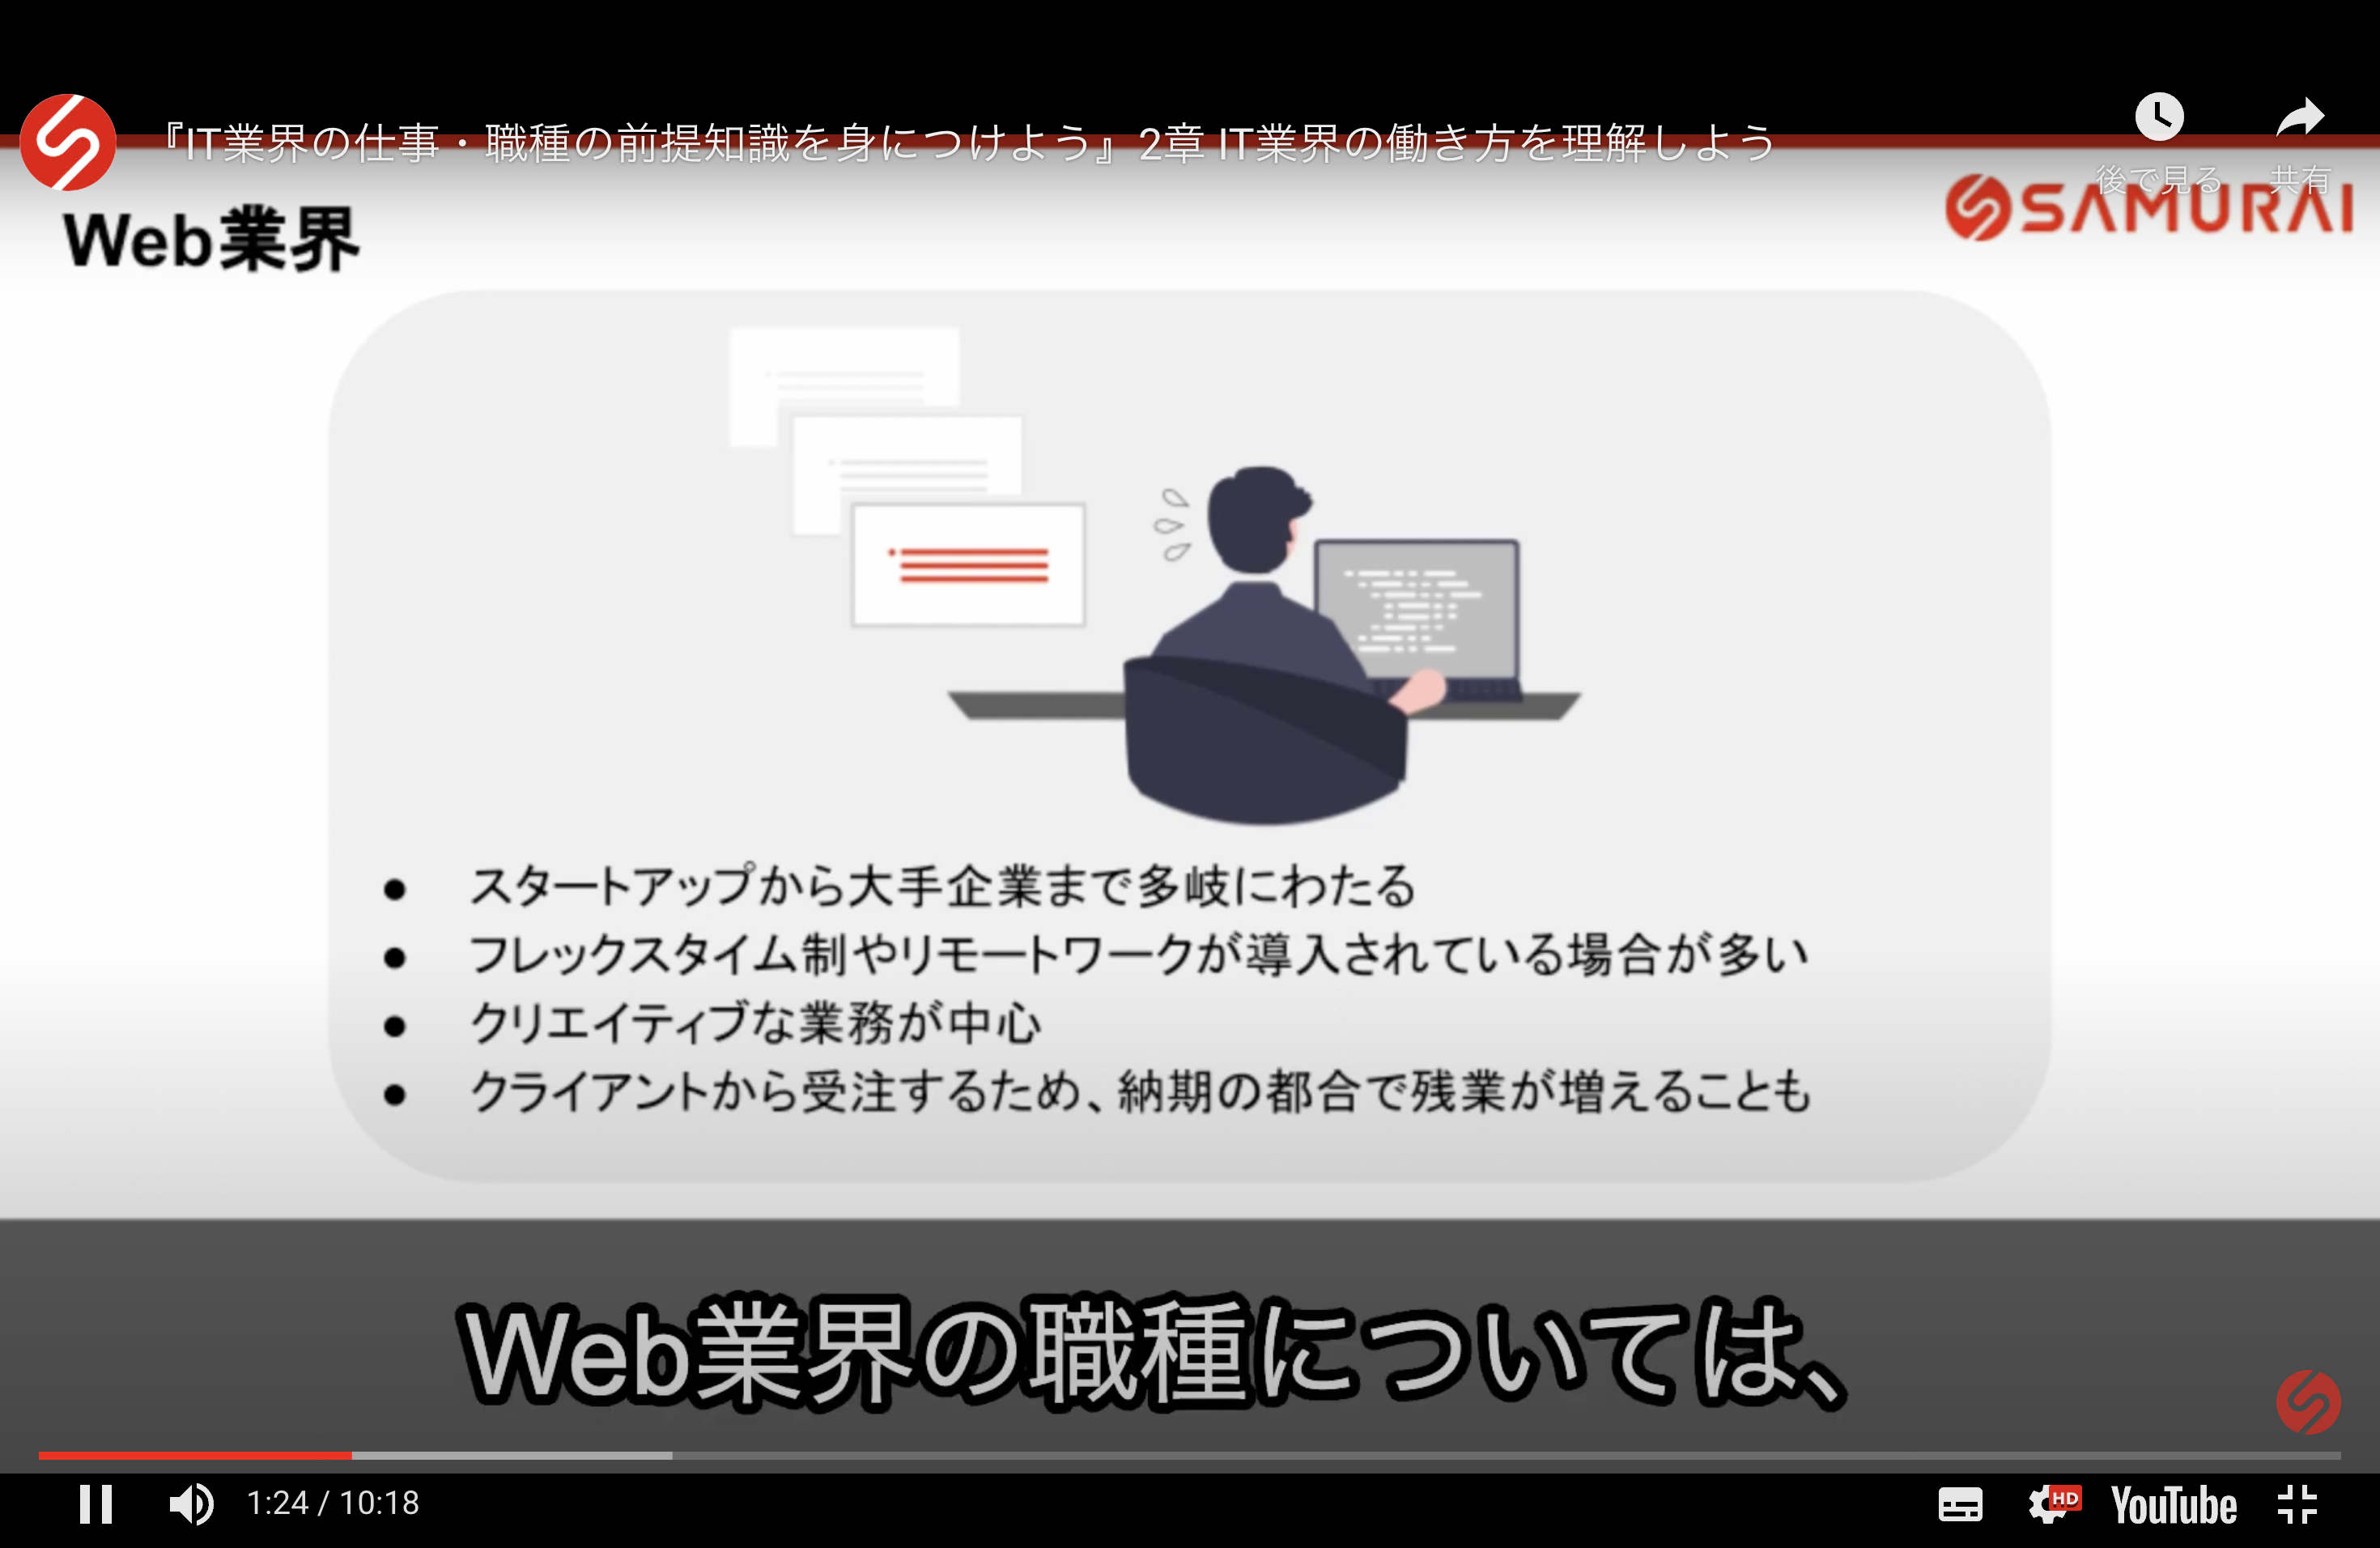 『IT業界の仕事・職種の前提知識を身につけよう』2章 IT業界の働き方を理解しよう
後で見る
共有
Web業界
SAMURAI
● スタートアップから大手企業まで多岐にわたる
● フレックスタイム制やリモートワークが導入されている場合が多い
● クリエイティブな業務が中心
● クライアントから受注するため、納期の都合で残業が増えることも
Web業界の職種については、
1:24 / 10:18
HD
YouTube